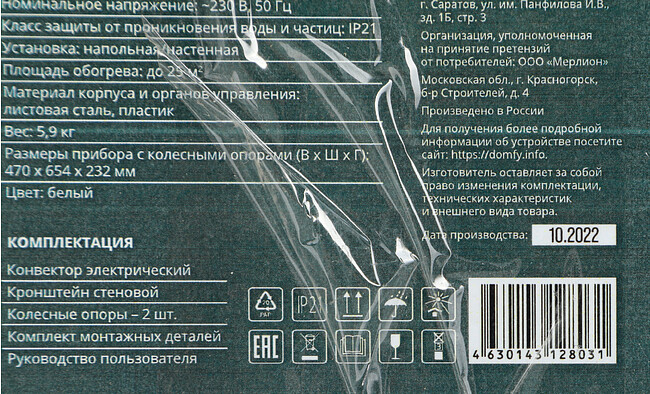 Номинальное напряжение: ~230 В, 50 Гц
Класс защиты от проникновения воды и частиц: IP21
Установка: напольная/настенная
Площадь обогрева: до 25 м²
Материал корпуса и органов управления:
листовая сталь, пластик
Вес: 5,9 кг
Размеры прибора с колесными опорами (В х Ш х Г):
470 х 654 х 232 мм
Цвет: белый
КОМПЛЕКТАЦИЯ
Конвектор электрический
Кронштейн стеновой
Колесные опоры – 2 шт.
Комплект монтажных деталей
Руководство пользователя
г. Саратов, ул. им. Панфилова И.В.,
зд. 1Б, стр. 3
Организация, уполномоченная
на принятие претензий
от потребителей: ООО «Мерлион»
Московская обл., г. Красногорск,
б-р Строителей, д. 4
Произведено в России
Для получения более подробной
информации об устройстве посетите
сайт: https://domfy.info.
Изготовитель оставляет за собой
право изменения комплектации,
технических характеристик
и внешнего вида товара.
Дата производства: 10.2022
20
PAP
IP21
EAC
3
4 630143 128031